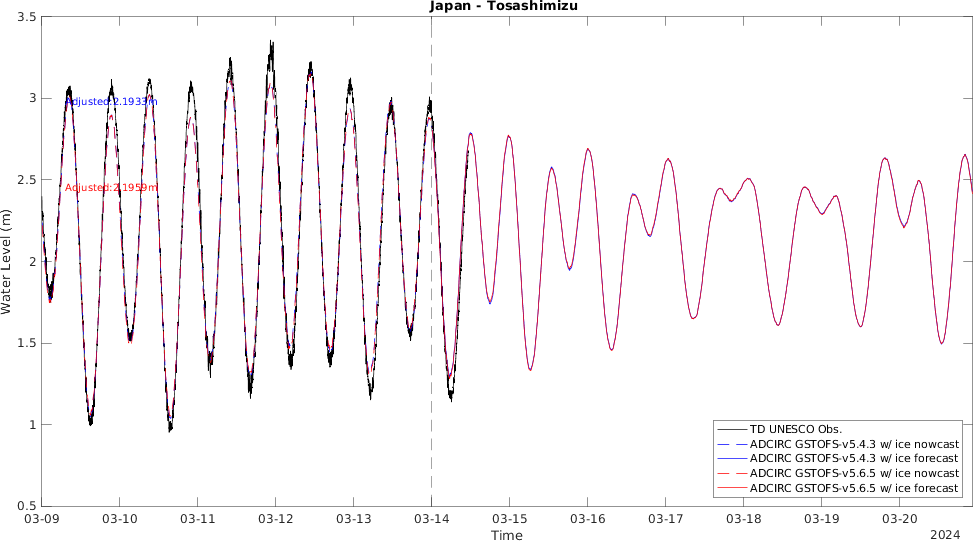 Japan - Tosashimizu
3.5
3
2.5
2
1.5
1
0.5
Water Level (m)
Adjusted:2.1933m
Adjusted:2.1959m
TD UNESCO Obs.
ADCIRC GSTOFS-v5.4.3 w/ ice nowcast
ADCIRC GSTOFS-v5.4.3 w/ ice forecast
ADCIRC GSTOFS-v5.6.5 w/ ice nowcast
ADCIRC GSTOFS-v5.6.5 w/ ice forecast
03-09 03-10 03-11 03-12 03-13 03-14 03-15 03-16 03-17 03-18 03-19 03-20
Time
2024